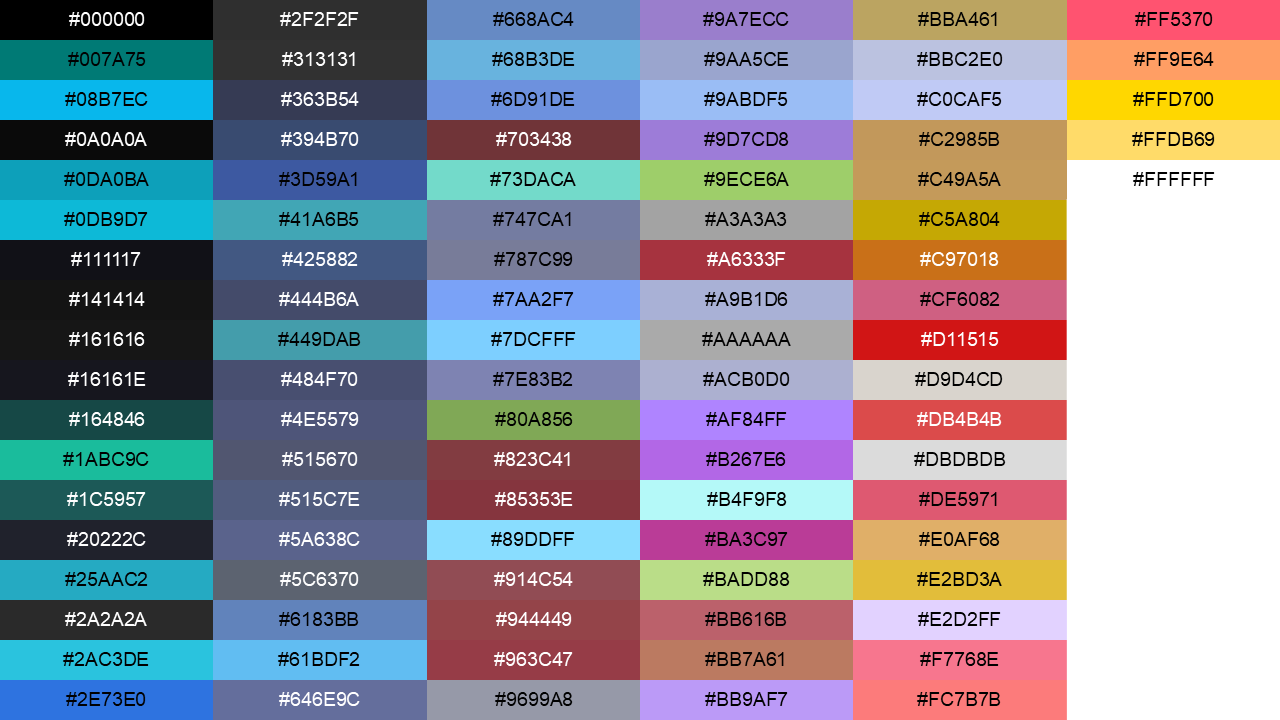 #000000
#007A75
#08B7EC
#0A0A0A
#0DA0BA
#0DB9D7
#111117
#141414
#161616
#16161E
#164846
#1ABC9C
#1C5957
#20222C
#25AAC2
#2A2A2A
#2AC3DE
#2E73E0
#2F2F2F
#313131
#363B54
#394B70
#3D59A1
#41A6B5
#425882
#444B6A
#449DAB
#484F70
#4E5579
#515670
#515C7E
#5A638C
#5C6370
#6183BB
#61BDF2
#646E9C
#668AC4
#68B3DE
#6D91DE
#703438
#73DACA
#747CA1
#787C99
#7AA2F7
#7DCFFF
#7E83B2
#80A856
#823C41
#85353E
#89DDFF
#914C54
#944449
#963C47
#9699A8
#9A7ECC
#9AA5CE
#9ABDF5
#9D7CD8
#9ECE6A
#A3A3A3
#A6333F
#A9B1D6
#AAAAAA
#ACB0D0
#AF84FF
#B267E6
#B4F9F8
#BA3C97
#BADD88
#BB616B
#BB7A61
#BB9AF7
#BBA461
#BBC2E0
#C0CAF5
#C2985B
#C49A5A
#C5A804
#C97018
#CF6082
#D11515
#D9D4CD
#DB4B4B
#DBDBDB
#DE5971
#E0AF68
#E2BD3A
#E2D2FF
#F7768E
#FC7B7B
#FF5370
#FF9E64
#FFD700
#FFDB69
#FFFFFF